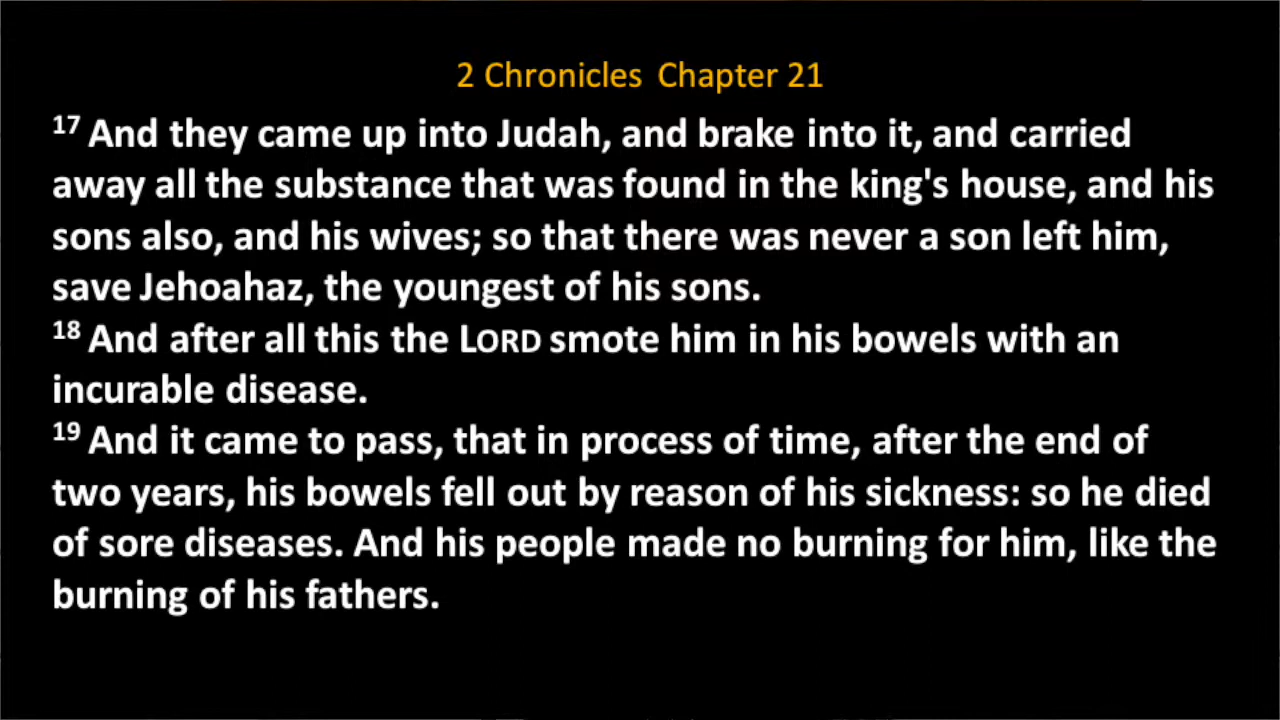 2 Chronicles Chapter 21
17 And they came up into Judah, and brake into it, and carried
away all the substance that was found in the king's house, and his
sons also, and his wives; so that there was never a son left him,
save Jehoahaz, the youngest of his sons.
18 And after all this the LORD smote him in his bowels with an
incurable disease.
19 And it came to pass, that in process of time, after the end of
two years, his bowels fell out by reason of his sickness: so he died
of sore diseases. And his people made no burning for him, like the
burning of his fathers.